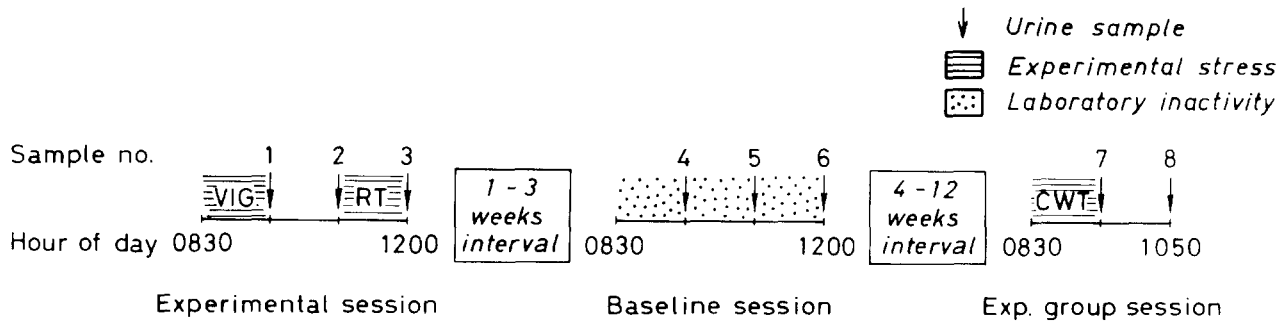 Urine sample
Experimental stress
Laboratory inactivity
Sample no. 1 2 3 4 5 6 7 8
VIG RT CWT
1-3 weeks interval
4-12 weeks interval
Hour of day 0830 1200 0830 1200 0830 1050
Experimental session Baseline session Exp. group session